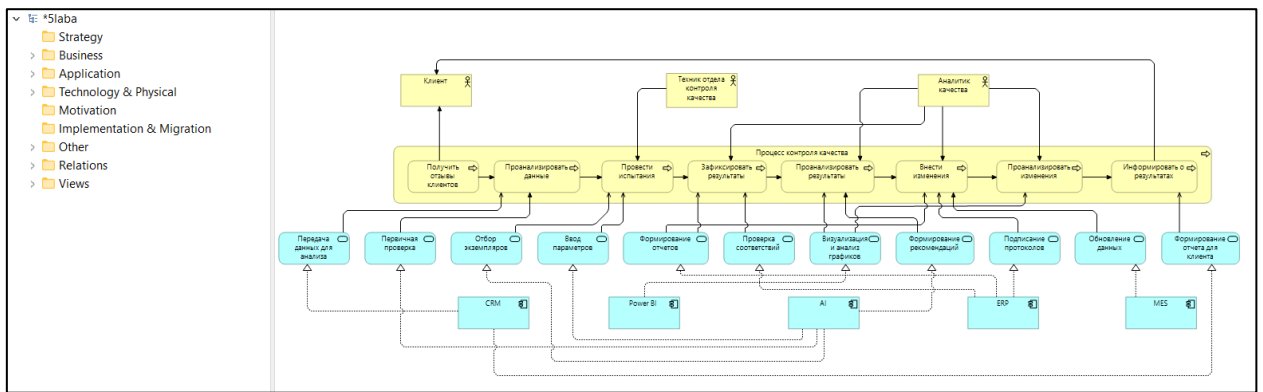 *5laba
Strategy
Business
Application
Technology & Physical
Motivation
Implementation & Migration
Other
Relations
Views
Клиент
Техник отдела
контроля
качества
Аналитик
качества
Процесс контроля качества
Получить
отзывы
клиентов
Проанализировать
данные
Провести
испытания
Зафиксировать
результаты
Проанализировать
результаты
Внести
изменения
Проанализировать
изменения
Информировать о
результатах
Передача
данных для
анализа
Первичная
проверка
Отбор
экземпляров
Ввод
параметров
Формирование
отчетов
Проверка
соответствий
Визуализация
и анализ
графиков
Формирование
рекомендаций
Подписание
протоколов
Обновление
данных
Формирование
отчета для
клиента
CRM
Power BI
AI
ERP
MES